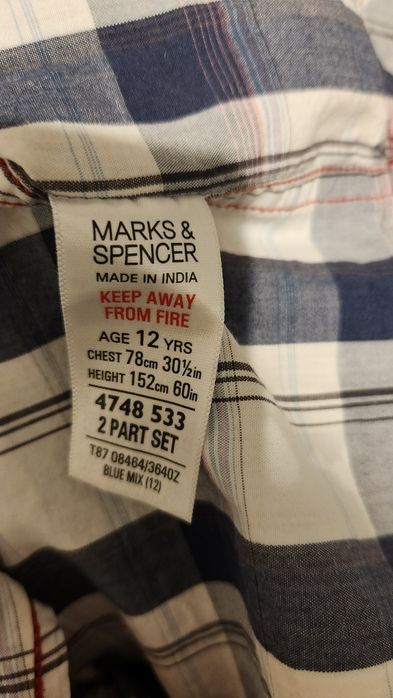 MARKS &
SPENCER
MADE IN INDIA
KEEP AWAY
FROM FIRE
AGE 12 YRS
CHEST 78cm 30½in
HEIGHT 152cm 60in
4748 533
2 PART SET
T87 08464/3640Z
BLUE MIX (12)